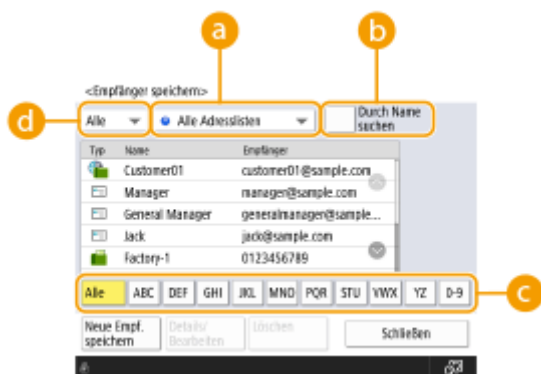 a
b
<Empfänger speichern>
d
Alle
Alle Adresslisten
Durch Name
suchen
Typ Name Empfänger
Customer01 customer01@sample.com
Manager manager@sample.com
General Manager generalmanager@sample...
Jack jack@sample.com
Factory-1 0123456789
Alle ABC DEF GHI JKL MNO PQR STU VWX YZ 0-9
c
Neue Empf.
speichern
Details/
Bearbeiten
Löschen
Schließen